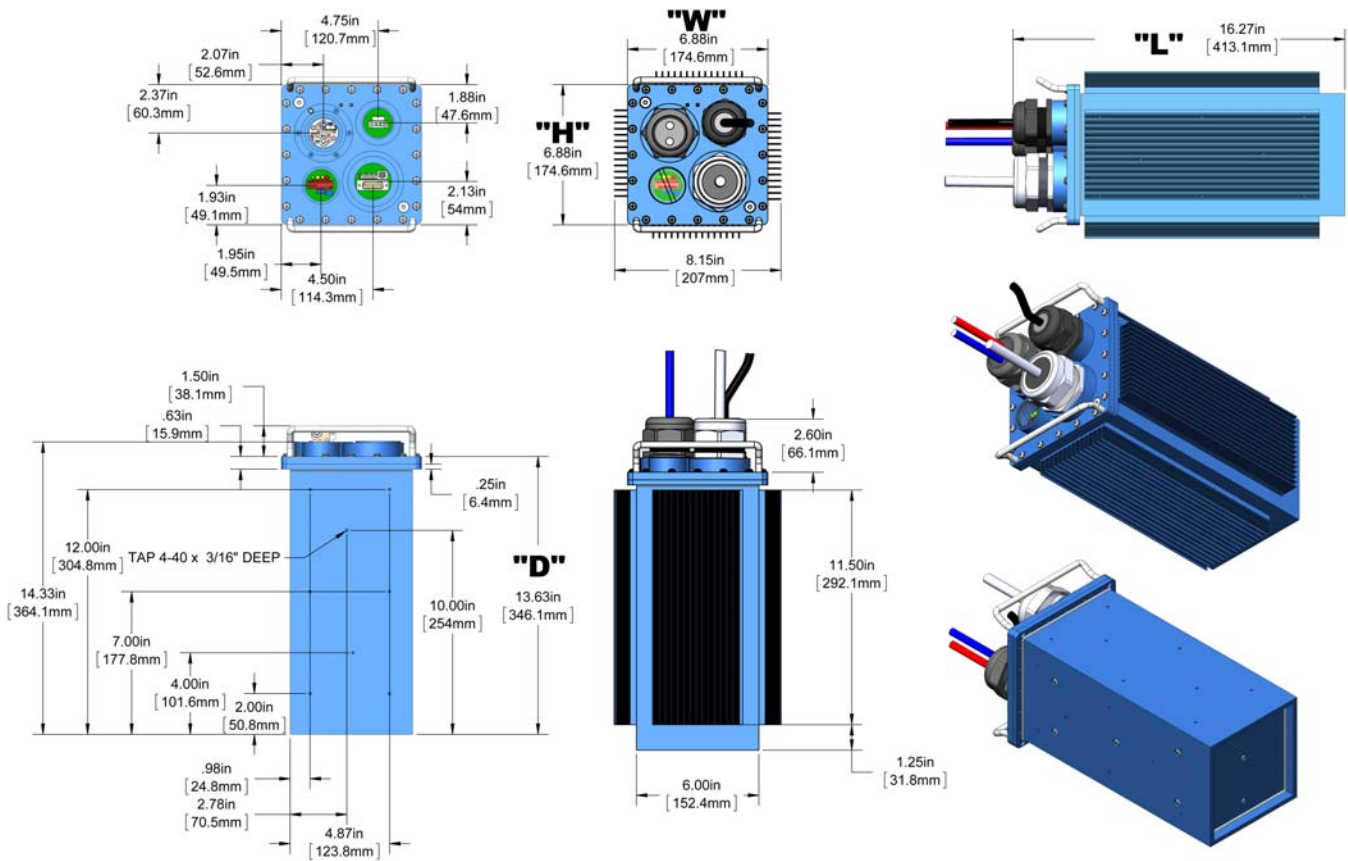 4.75in
[120.7mm]
2.07in
[52.6mm]
2.37in
[60.3mm]
1.88in
[47.6mm]
1.93in
[49.1mm]
2.13in
[54mm]
1.95in
[49.5mm]
4.50in
[114.3mm]
"W"
6.88in
[174.6mm]
"H"
6.88in
[174.6mm]
8.15in
[207mm]
"L"
16.27in
[413.1mm]
1.50in
[38.1mm]
.63in
[15.9mm]
.25in
[6.4mm]
12.00in
[304.8mm]
TAP 4-40 x 3/16" DEEP
14.33in
[364.1mm]
7.00in
[177.8mm]
4.00in
[101.6mm]
2.00in
[50.8mm]
10.00in
[254mm]
"D"
13.63in
[346.1mm]
.98in
[24.8mm]
2.78in
[70.5mm]
4.87in
[123.8mm]
2.60in
[66.1mm]
11.50in
[292.1mm]
1.25in
[31.8mm]
6.00in
[152.4mm]